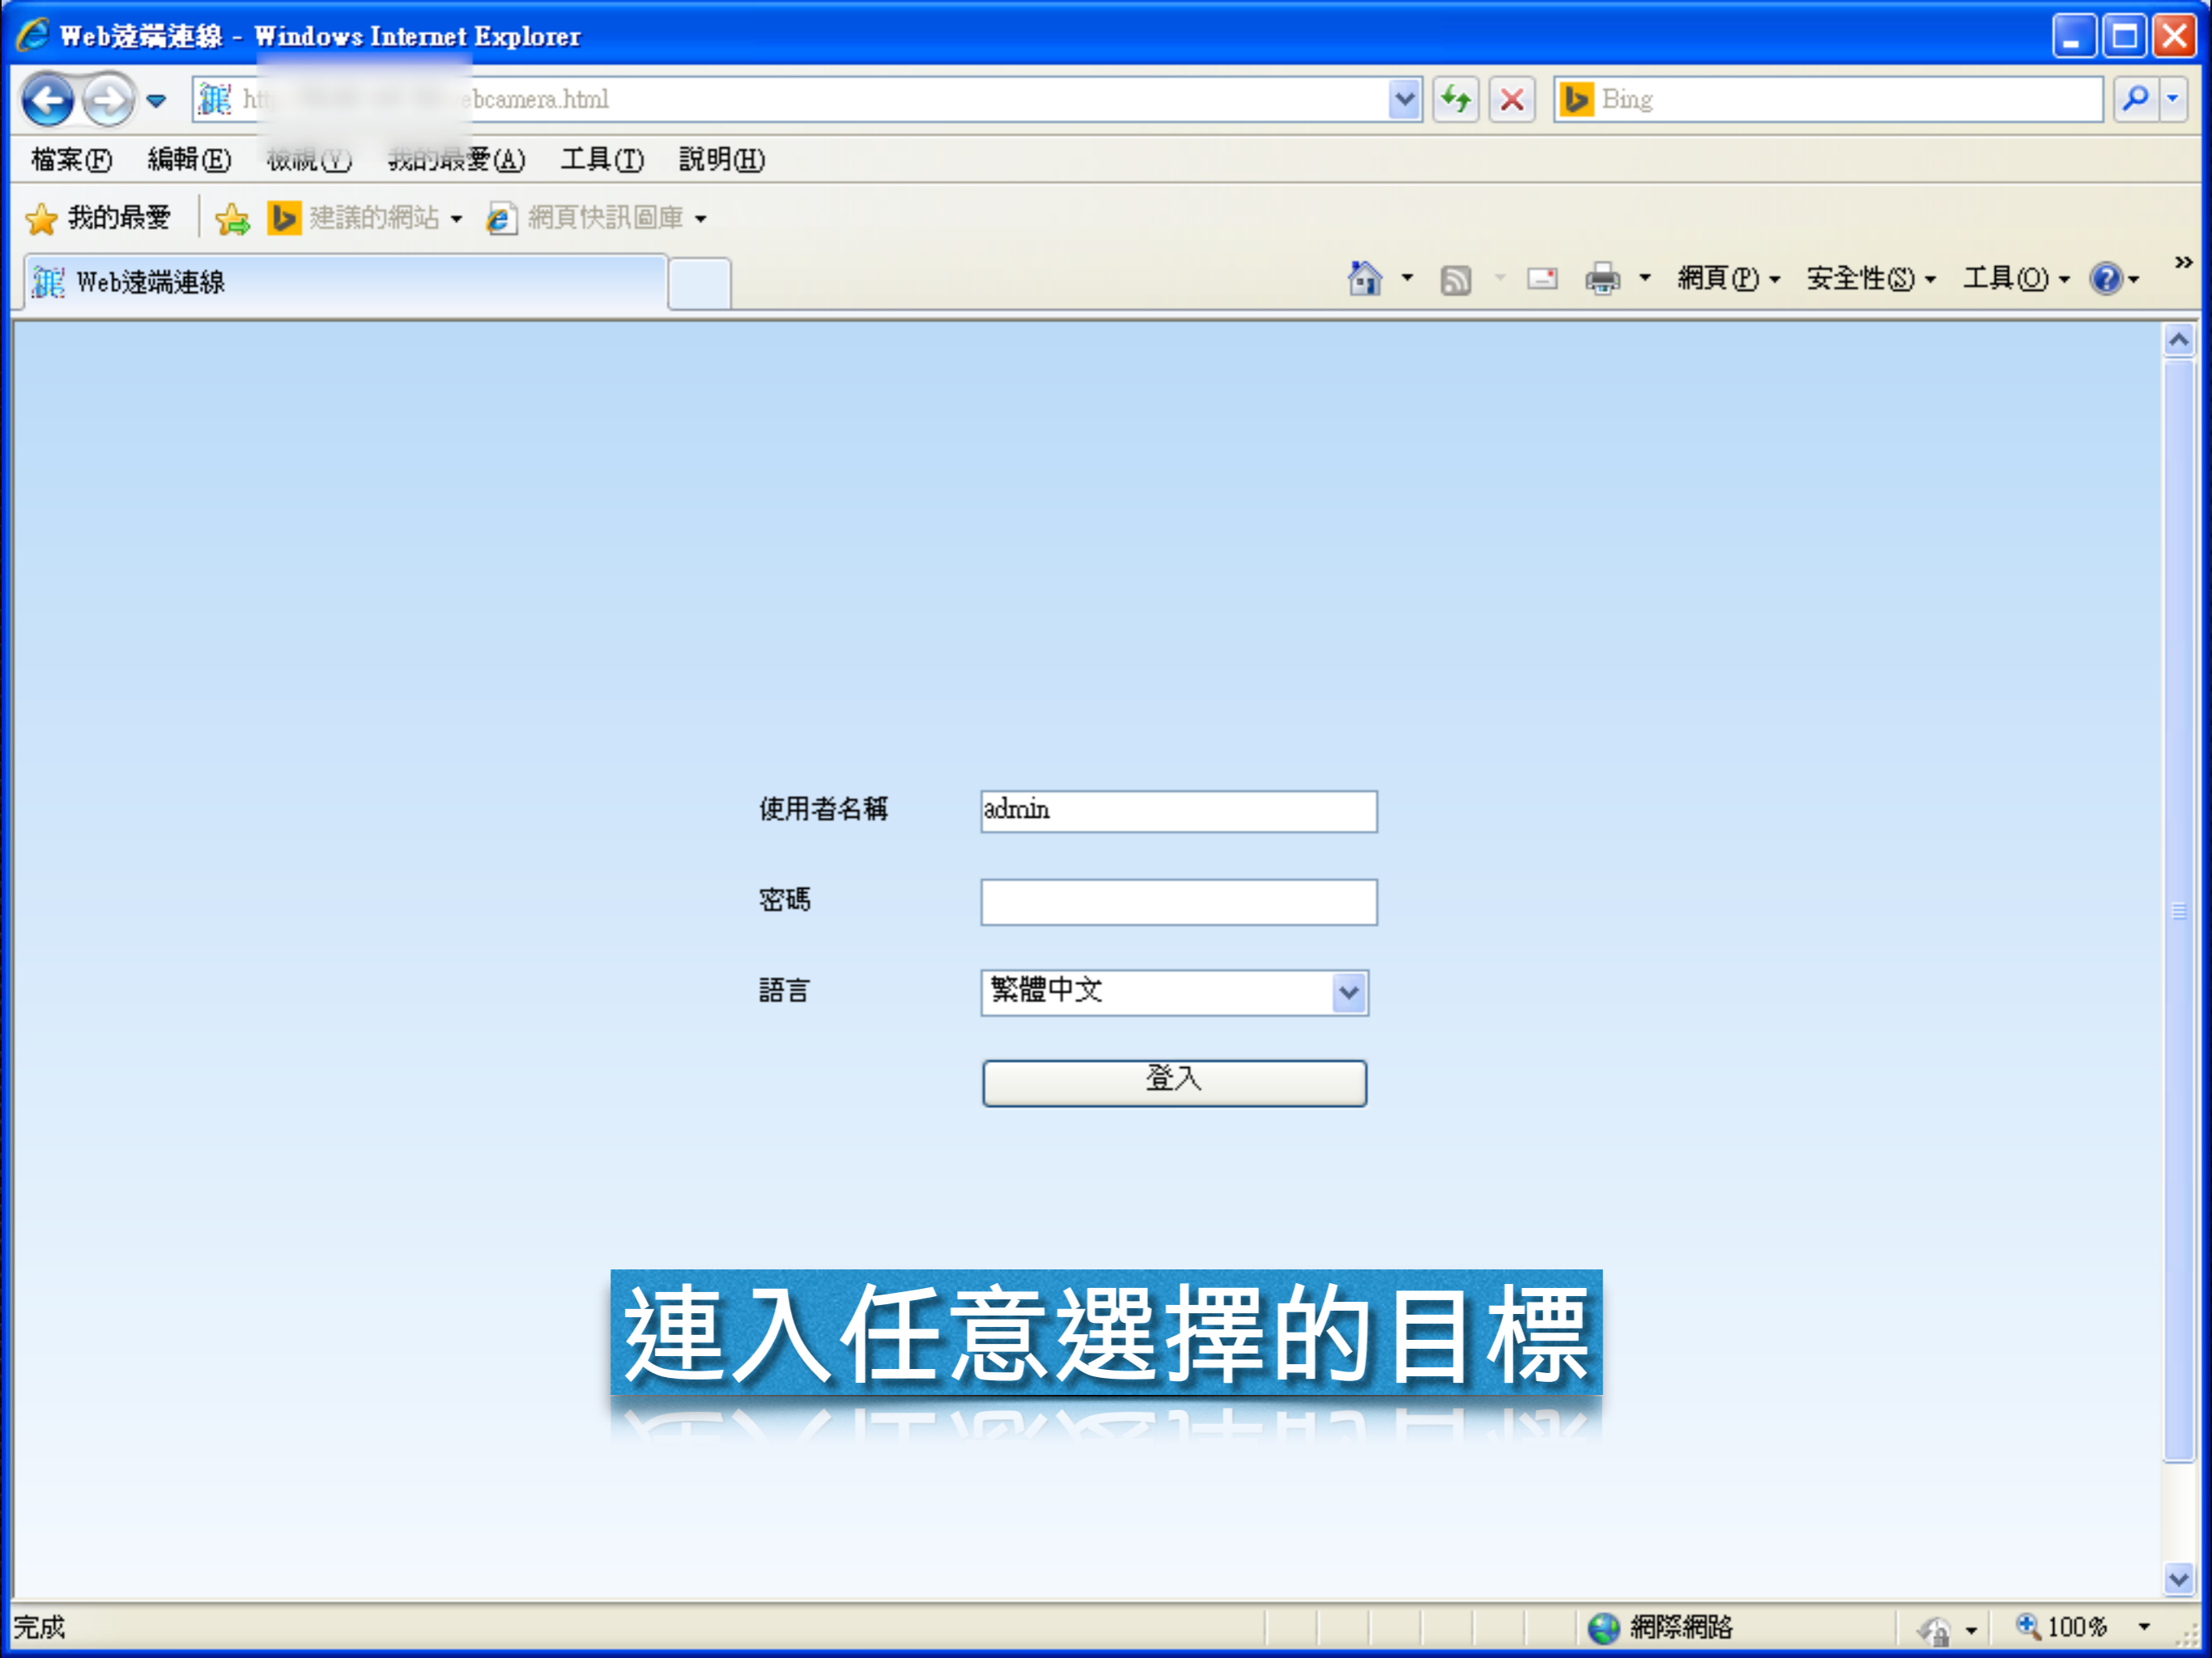 Web遠端連線 - Windows Internet Explorer
ebcamera.html
Bing
檔案(F) 編輯(E) 檢視(V) 我的最愛(A) 工具(T) 說明(H)
我的最愛 建議的網站 網頁快訊圖庫
Web遠端連線
網頁(P) 安全性(S) 工具(O)
使用者名稱 admin
密碼
語言 繁體中文
登入
連入任意選擇的目標
完成 網際網路 100%